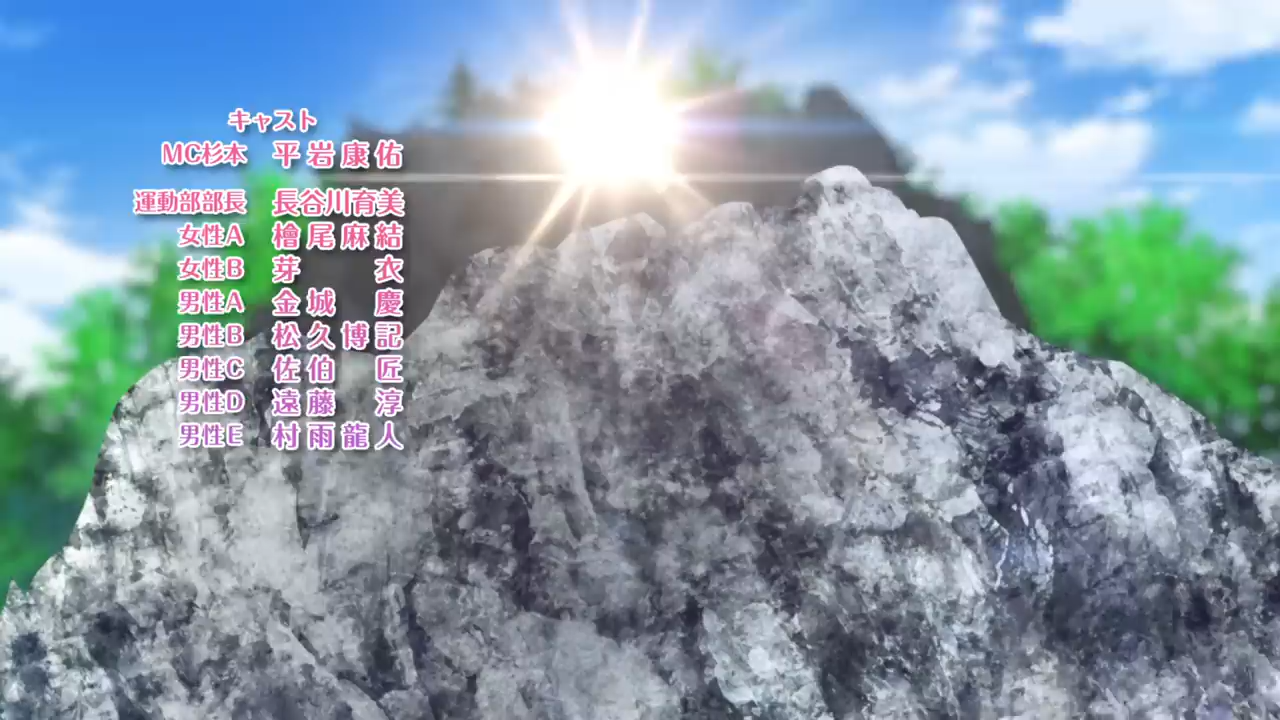 キャスト
MC杉本 平岩康佑
運動部部長 長谷川育美
女性A 檜尾麻結
女性B 芽衣
男性A 金城慶
男性B 松久博記
男性C 佐伯匠
男性D 遠藤淳
男性E 村雨龍人